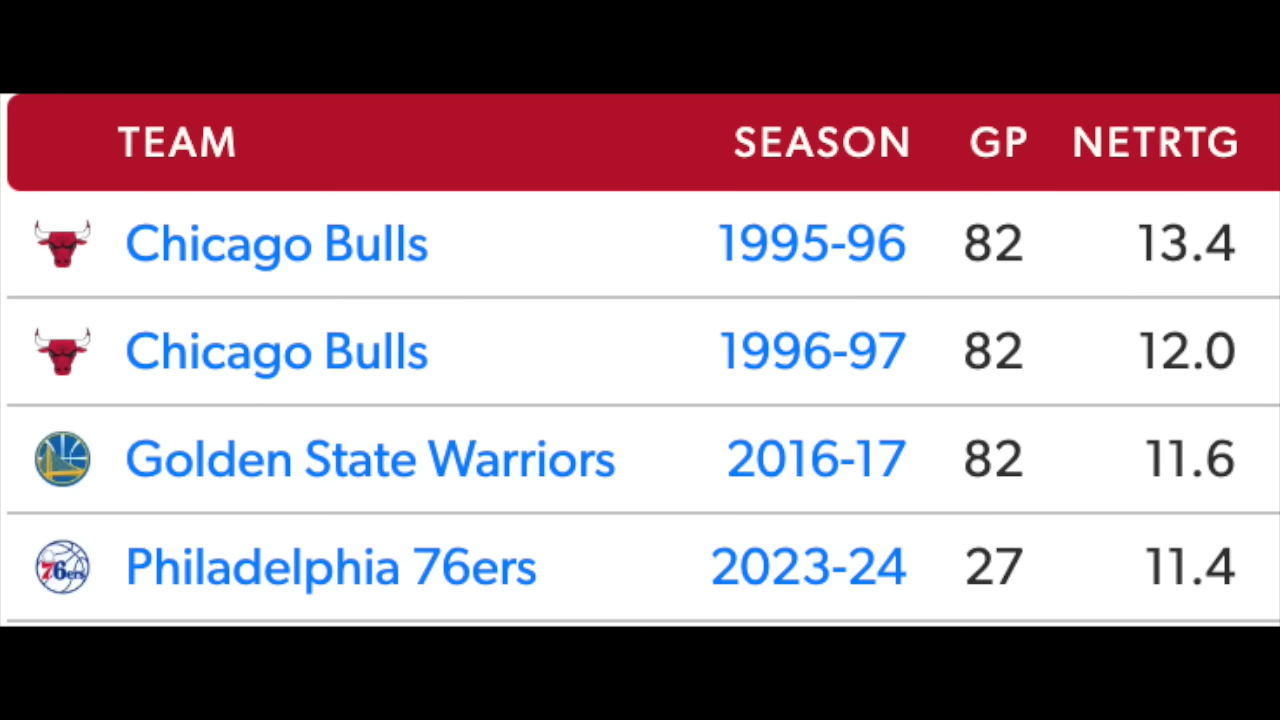 TEAM SEASON GP NETRTG
Chicago Bulls 1995-96 82 13.4
Chicago Bulls 1996-97 82 12.0
Golden State Warriors 2016-17 82 11.6
76ers Philadelphia 76ers 2023-24 27 11.4